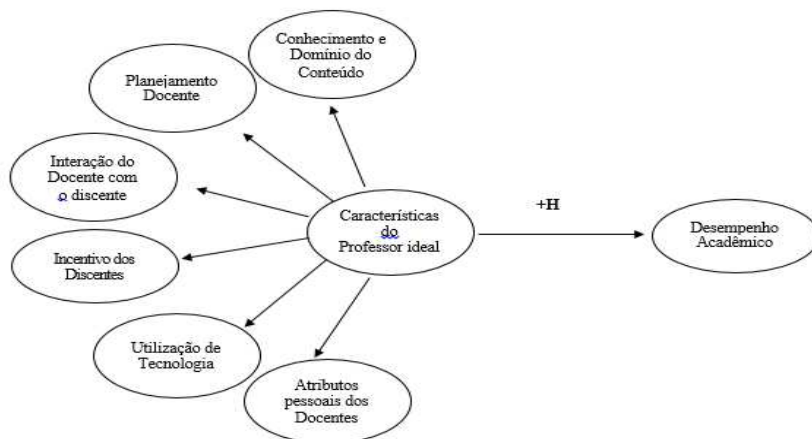 Conhecimento e
Domínio do
Conteúdo
Planejamento
Docente
Interação do
Docente com
o discente
Características
do
Professor ideal
+H
Desempenho
Acadêmico
Incentivo dos
Discentes
Utilização de
Tecnologia
Atributos
pessoais dos
Docentes